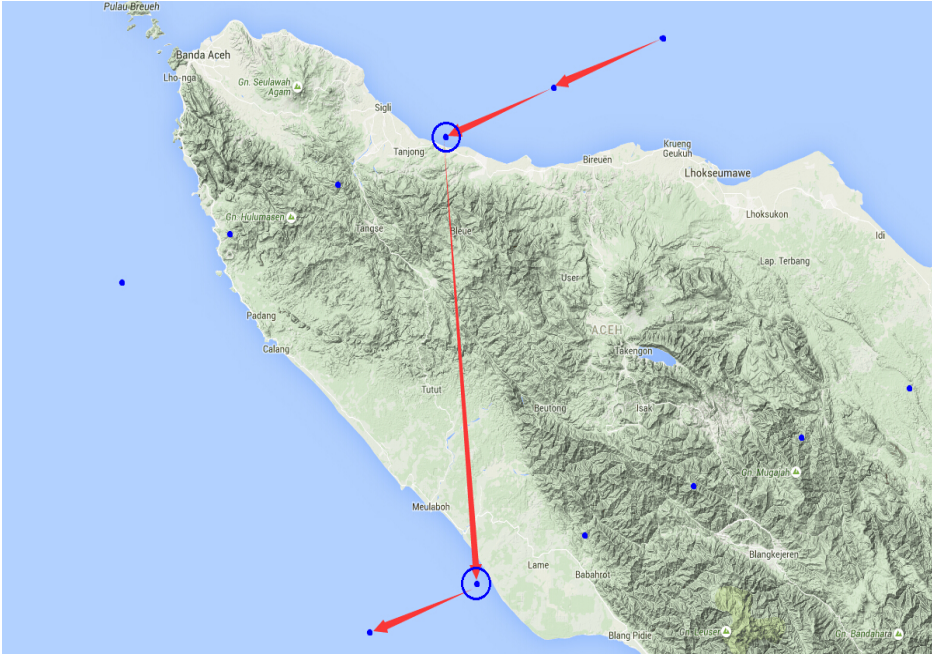 Pulau Breueh
Banda Aceh
Lho-nga
Gn. Seulawah
Agam
Sigli
Tanjong
Bireuën
Krueng
Geukuh
Lhokseumawe
Lhoksukon
Idi
Gn. Hulumasen
Tangse
Bleue
Lap. Terbang
User
Padang
ACEH
Calang
Takengon
Tutut
Beutong
Isak
Gn. Mugajah
Meulaboh
Blangkejeren
Lame
Babahrot
Blang Pidie
Gn. Leuser
Gn. Bandahara